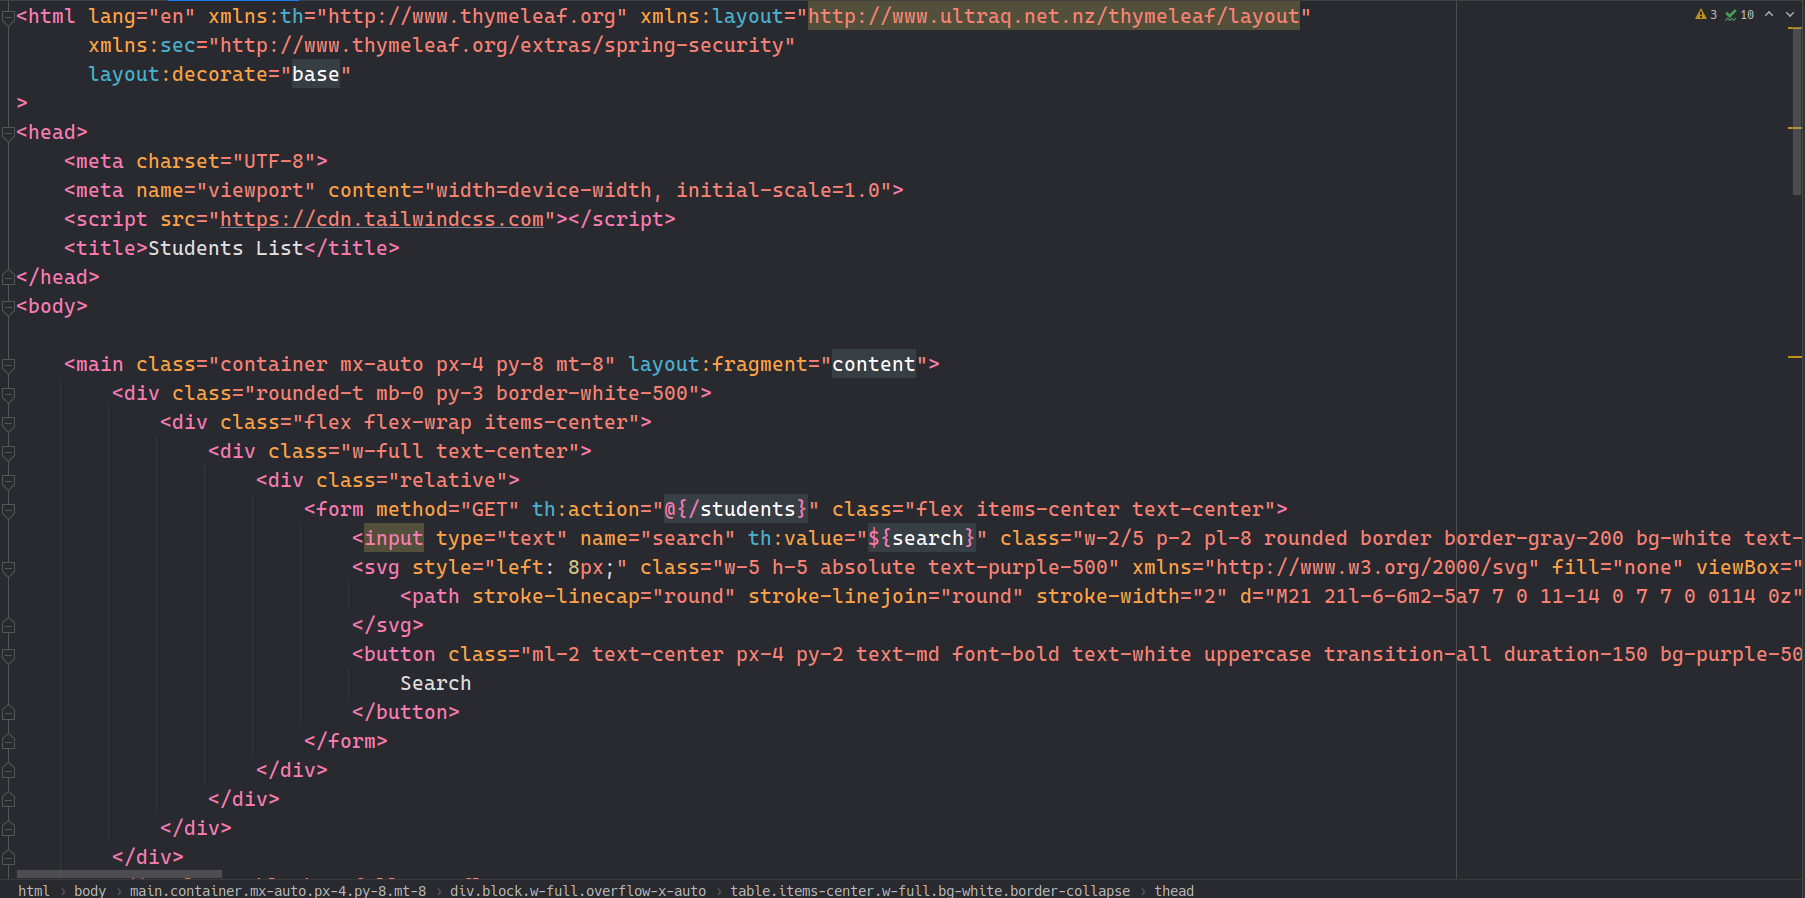 <html lang="en" xmlns:th="http://www.thymeleaf.org" xmlns:layout="http://www.ultraq.net.nz/thymeleaf/layout"
3 10
xmlns:sec="http://www.thymeleaf.org/extras/spring-security"
layout:decorate="base"
>
<head>
<meta charset="UTF-8">
<meta name="viewport" content="width=device-width, initial-scale=1.0">
<script src="https://cdn.tailwindcss.com"></script>
<title>Students List</title>
</head>
<body>
<main class="container mx-auto px-4 py-8 mt-8" layout:fragment="content">
<div class="rounded-t mb-0 py-3 border-white-500">
<div class="flex flex-wrap items-center">
<div class="w-full text-center">
<div class="relative">
<form method="GET" th:action="@{/students}" class="flex items-center text-center">
<input type="text" name="search" th:value="${search}" class="w-2/5 p-2 pl-8 rounded border border-gray-200 bg-white text-
<svg style="left: 8px;" class="w-5 h-5 absolute text-purple-500" xmlns="http://www.w3.org/2000/svg" fill="none" viewBox="
<path stroke-linecap="round" stroke-linejoin="round" stroke-width="2" d="M21 21l-6-6m2-5a7 7 0 11-14 0 7 7 0 0114 0z"
</svg>
<button class="ml-2 text-center px-4 py-2 text-md font-bold text-white uppercase transition-all duration-150 bg-purple-50
Search
</button>
</form>
</div>
</div>
</div>
</div>
html › body › main.container.mx-auto.px-4.py-8.mt-8 › div.block.w-full.overflow-x-auto › table.items-center.w-full.bg-white.border-collapse › thead